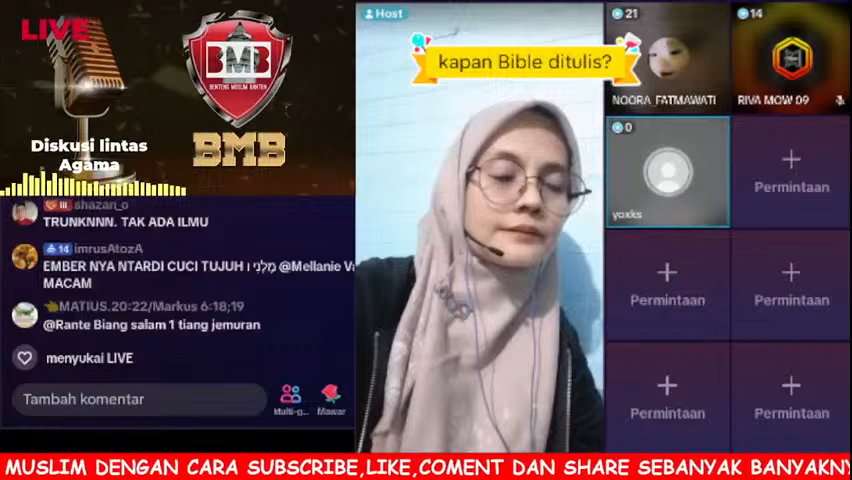 LIVE
BMB
BENTENG MUSLIM BANTEN
BMB
Diskusi lintas
Agama
shazan_o
TRUNKNNN. TAK ADA ILMU
14 imrusAtozA
EMBER NYA NTARDI CUCI TUJUH I מָלְנִי @Mellanie Va
MACAM
MATIUS.20:22/Markus 6:18;19
@Rante Biang salam 1 tiang jemuran
menyukai LIVE
Tambah komentar
Multi-g...
Mawar
Host
kapan Bible ditulis?
21
NOORA_FATMAWATI
14
RIVA MOW 09
0
yaxks
Permintaan
Permintaan
Permintaan
Permintaan
Permintaan
MUSLIM DENGAN CARA SUBSCRIBE,LIKE,COMENT DAN SHARE SEBANYAK BANYAKNY